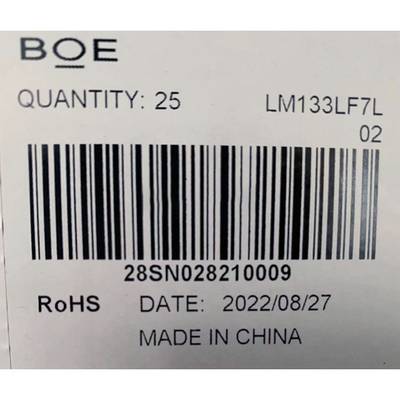 BOE
QUANTITY: 25 LM133LF7L
02
28SN028210009
RoHS DATE: 2022/08/27
MADE IN CHINA